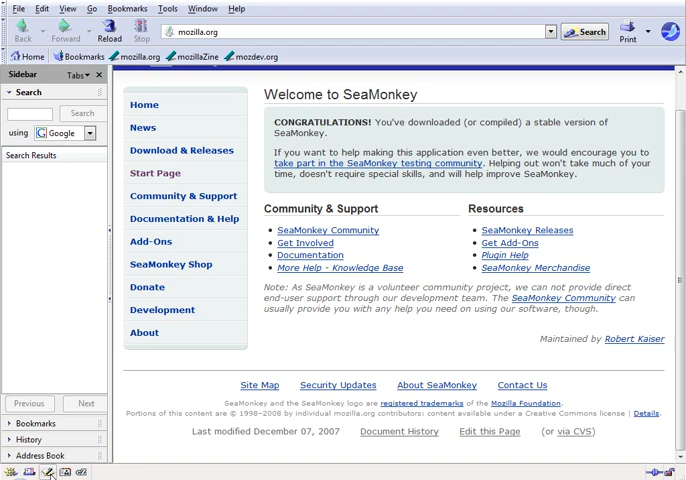 File Edit View Go Bookmarks Tools Window Help
Back Forward Reload Stop mozilla.org Search Print
Home Bookmarks mozilla.org mozillaZine mozdev.org
Sidebar Tabs
Search
Search
using Google
Search Results
Previous Next
Bookmarks
History
Address Book
Home
News
Download & Releases
Start Page
Community & Support
Documentation & Help
Add-Ons
SeaMonkey Shop
Donate
Development
About
Welcome to SeaMonkey
CONGRATULATIONS! You've downloaded (or compiled) a stable version of
SeaMonkey.
If you want to help making this application even better, we would encourage you to
take part in the SeaMonkey testing community. Helping out won't take much of your
time, doesn't require special skills, and will help improve SeaMonkey.
Community & Support
SeaMonkey Community
Get Involved
Documentation
More Help - Knowledge Base
Resources
SeaMonkey Releases
Get Add-Ons
Plugin Help
SeaMonkey Merchandise
Note: As SeaMonkey is a volunteer community project, we can not provide direct
end-user support through our development team. The SeaMonkey Community can
usually provide you with any help you need on using our software, though.
Maintained by Robert Kaiser
Site Map Security Updates About SeaMonkey Contact Us
SeaMonkey and the SeaMonkey logo are registered trademarks of the Mozilla Foundation.
Portions of this content are © 1998–2008 by individual mozilla.org contributors: content available under a Creative Commons license | Details.
Last modified December 07, 2007 Document History Edit this Page (or via CVS)